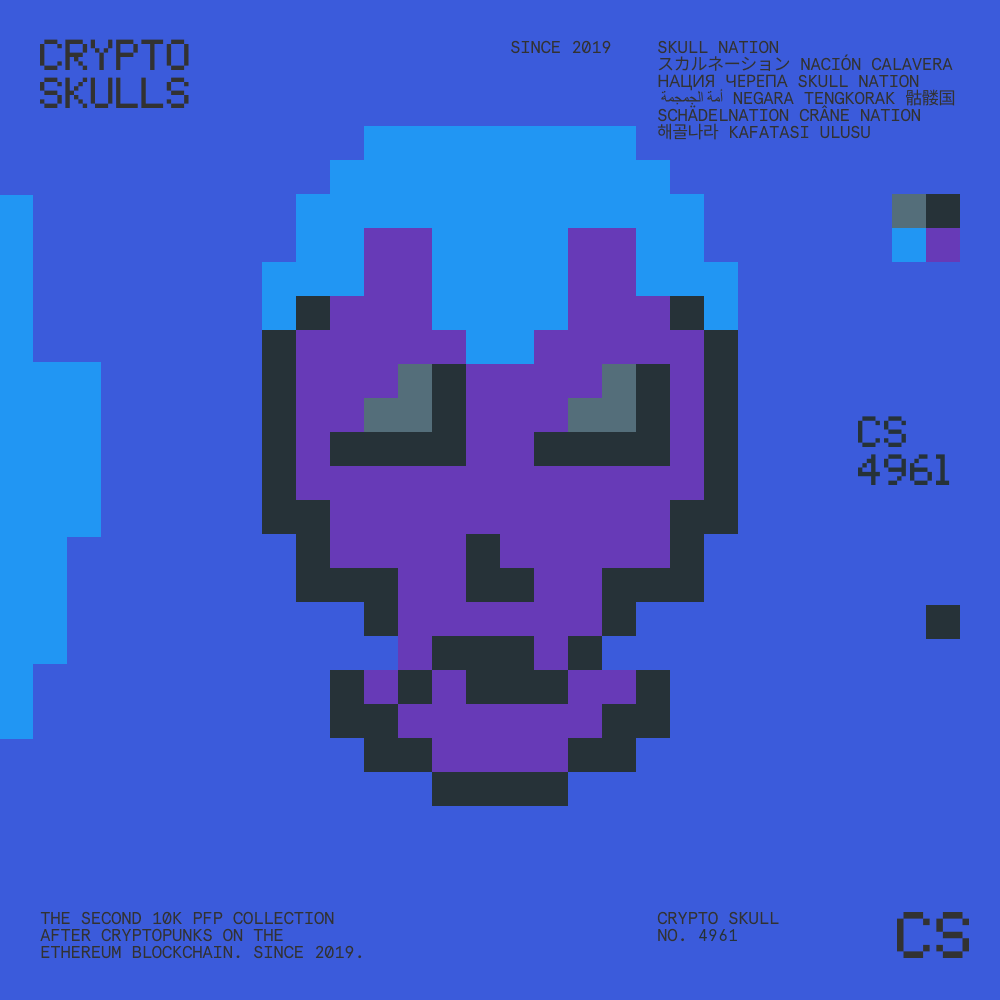 CRYPTO
SKULLS
SINCE 2019
SKULL NATION
スカルネーション NACIÓN CALAVERA
НАЦИЯ ЧЕРЕПА SKULL NATION
أمة الجمجمة NEGARA TENGKORAK 骷髅国
SCHÄDELNATION CRÂNE NATION
해골나라 KAFATASI ULUSU
CS
4961
THE SECOND 10K PFP COLLECTION
AFTER CRYPTOPUNKS ON THE
ETHEREUM BLOCKCHAIN. SINCE 2019.
CRYPTO SKULL
NO. 4961
CS